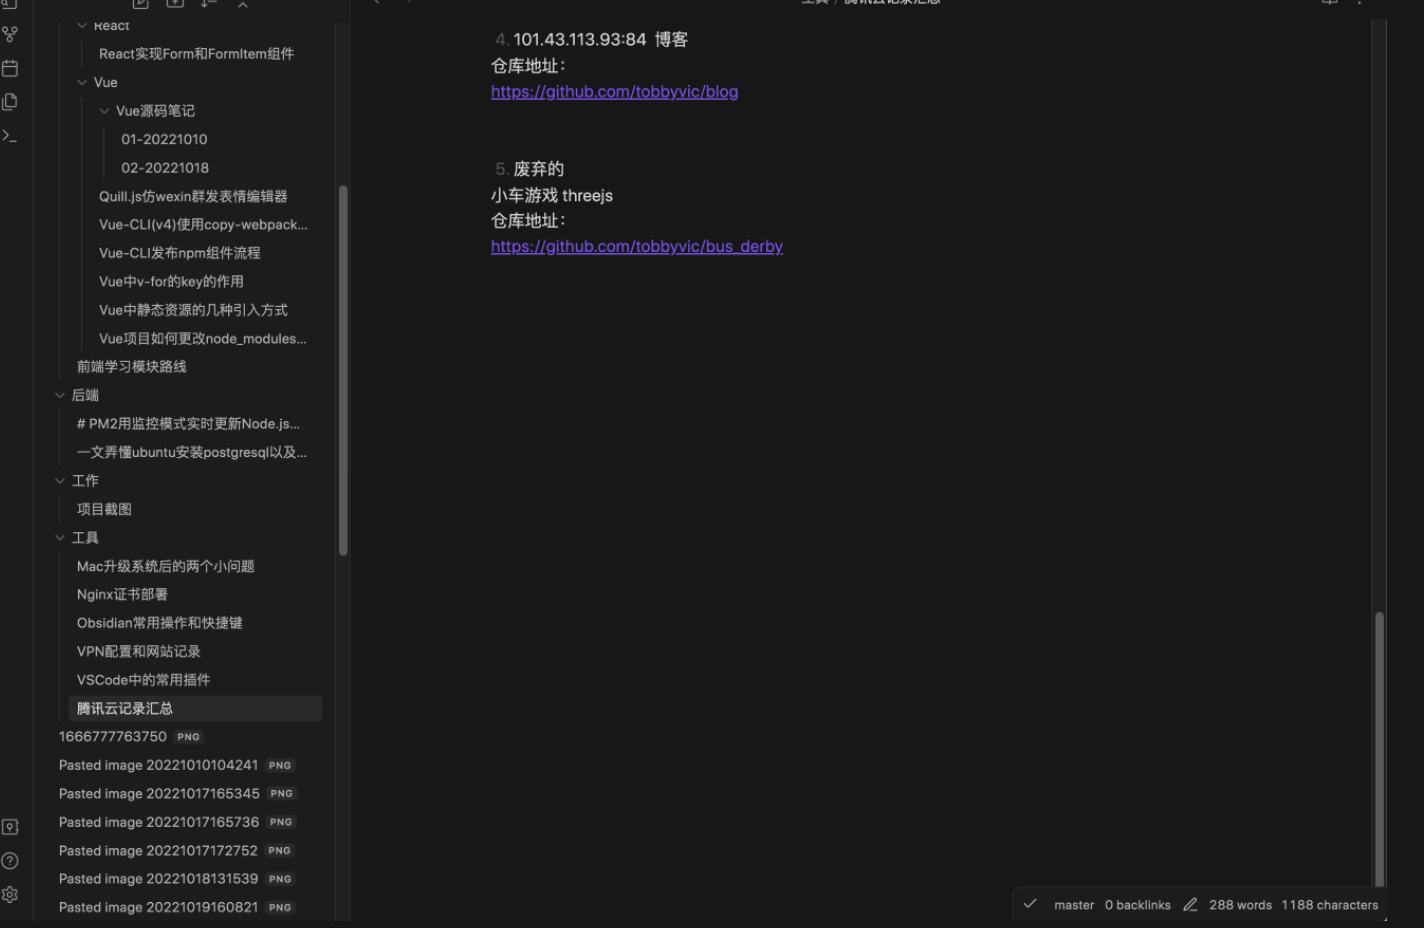 React
React实现Form和FormItem组件
Vue
Vue源码笔记
01-20221010
02-20221018
Quill.js仿wexin群发表情编辑器
Vue-CLI(v4)使用copy-webpack...
Vue-CLI发布npm组件流程
Vue中v-for的key的作用
Vue中静态资源的几种引入方式
Vue项目如何更改node_modules...
前端学习模块路线
后端
# PM2用监控模式实时更新Node.js...
一文弄懂ubuntu安装postgresql以及...
工作
项目截图
工具
Mac升级系统后的两个小问题
Nginx证书部署
Obsidian常用操作和快捷键
VPN配置和网站记录
VSCode中的常用插件
腾讯云记录汇总
1666777763750 PNG
Pasted image 20221010104241 PNG
Pasted image 20221017165345 PNG
Pasted image 20221017165736 PNG
Pasted image 20221017172752 PNG
Pasted image 20221018131539 PNG
Pasted image 20221019160821 PNG
工具 / 腾讯云记录汇总
4. 101.43.113.93:84 博客
仓库地址：
https://github.com/tobbyvic/blog
5. 废弃的
小车游戏 threejs
仓库地址：
https://github.com/tobbyvic/bus_derby
master 0 backlinks 288 words 1188 characters